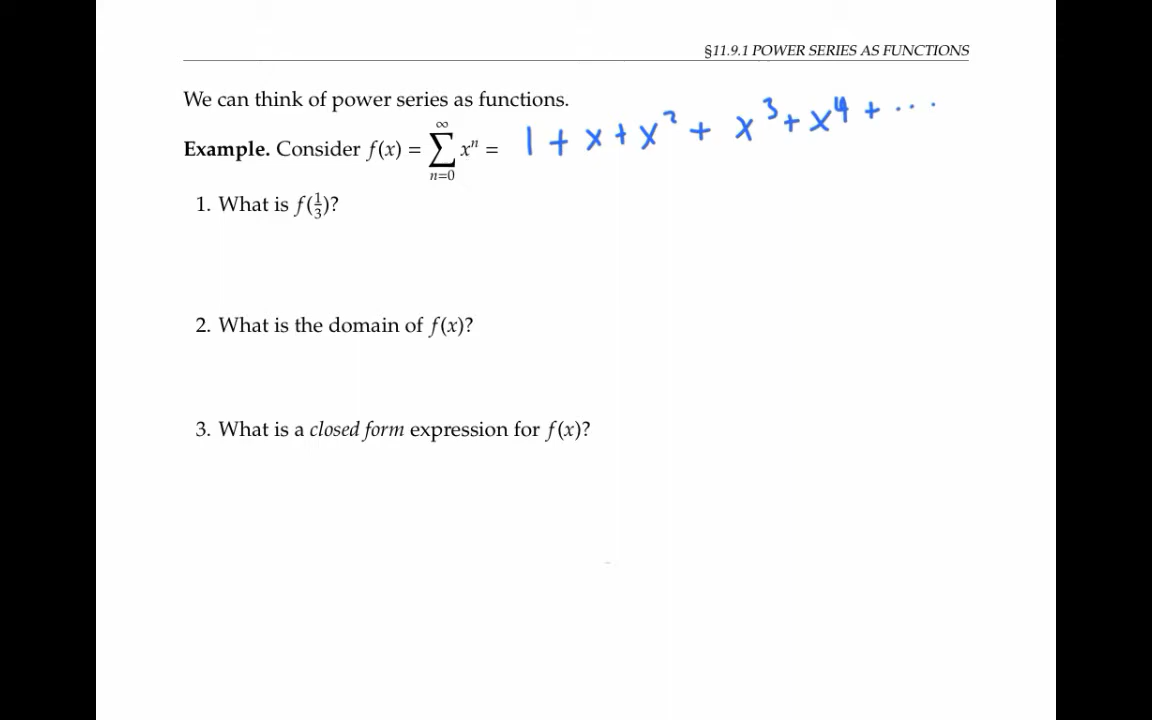 §11.9.1 POWER SERIES AS FUNCTIONS
We can think of power series as functions.
Example. Consider f(x) = \sum_{n=0}^{∞} x^n = 1 + x + x^2 + x^3 + x^4 + ⋯
1. What is f(1/3)?
2. What is the domain of f(x)?
3. What is a closed form expression for f(x)?